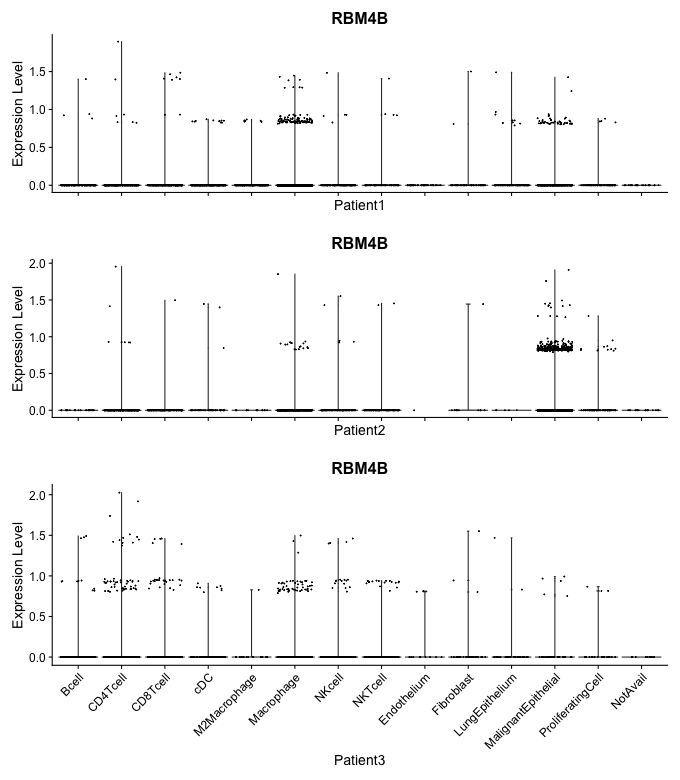 RBM4B
Expression Level
1.5
1.0
0.5
0.0
Patient1
RBM4B
Expression Level
2.0
1.5
1.0
0.5
0.0
Patient2
RBM4B
Expression Level
2.0
1.5
1.0
0.5
0.0
Bcell
CD4Tcell
CD8Tcell
cDC
M2Macrophage
Macrophage
NKcell
NKTcell
Endothelium
Fibroblast
LungEpithelium
MalignantEpithelial
ProliferatingCell
NotAvail
Patient3